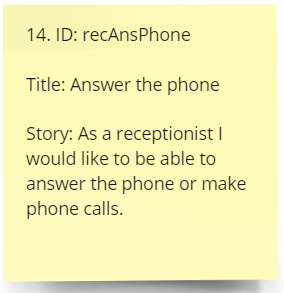 14. ID: recAnsPhone
Title: Answer the phone
Story: As a receptionist I
would like to be able to
answer the phone or make
phone calls.